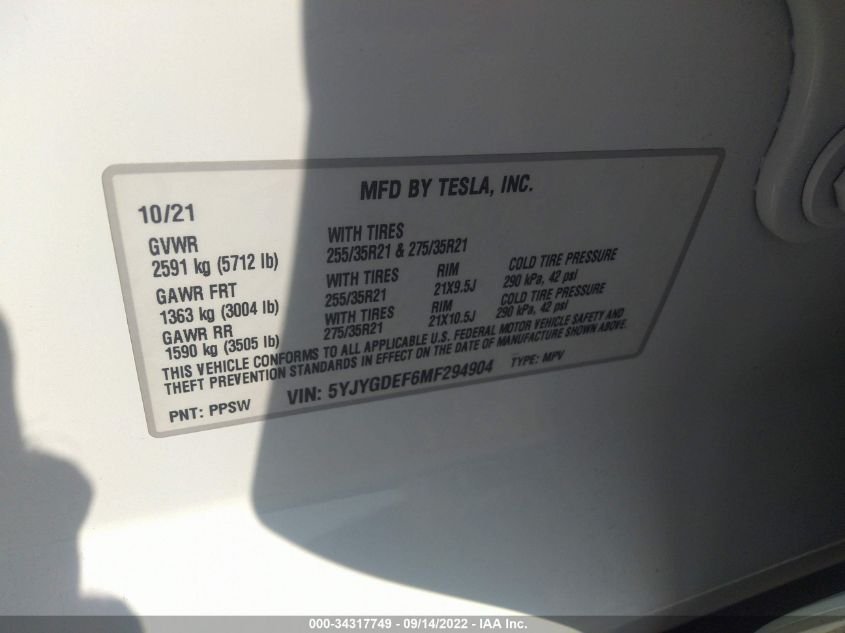 MFD BY TESLA, INC.
10/21
GVWR
2591 kg (5712 lb)
WITH TIRES
255/35R21 & 275/35R21
GAWR FRT
1363 kg (3004 lb)
WITH TIRES
255/35R21
RIM
21X9.5J
COLD TIRE PRESSURE
290 kPa, 42 psi
GAWR RR
1590 kg (3505 lb)
WITH TIRES
275/35R21
RIM
21X10.5J
COLD TIRE PRESSURE
290 kPa, 42 psi
THIS VEHICLE CONFORMS TO ALL APPLICABLE U.S. FEDERAL MOTOR VEHICLE SAFETY AND
THEFT PREVENTION STANDARDS IN EFFECT ON THE DATE OF MANUFACTURE SHOWN ABOVE.
PNT: PPSW VIN: 5YJYGDEF6MF294904 TYPE: MPV
000-34317749 - 09/14/2022 - IAA Inc.